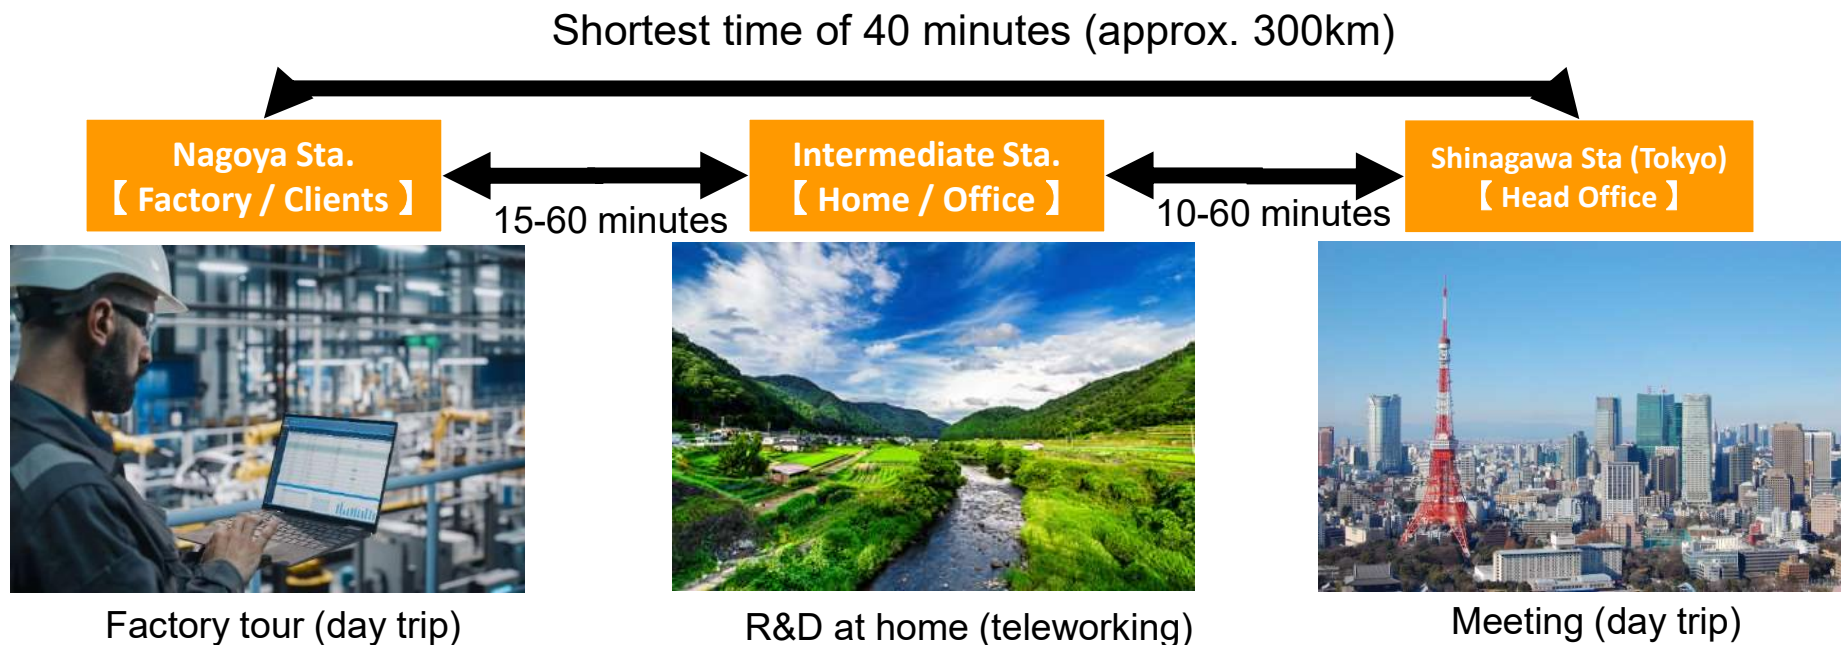 Shortest time of 40 minutes (approx. 300km)
Nagoya Sta.
【 Factory / Clients 】
15-60 minutes
Intermediate Sta.
【 Home / Office 】
10-60 minutes
Shinagawa Sta (Tokyo)
【 Head Office 】
Factory tour (day trip)
R&D at home (teleworking)
Meeting (day trip)